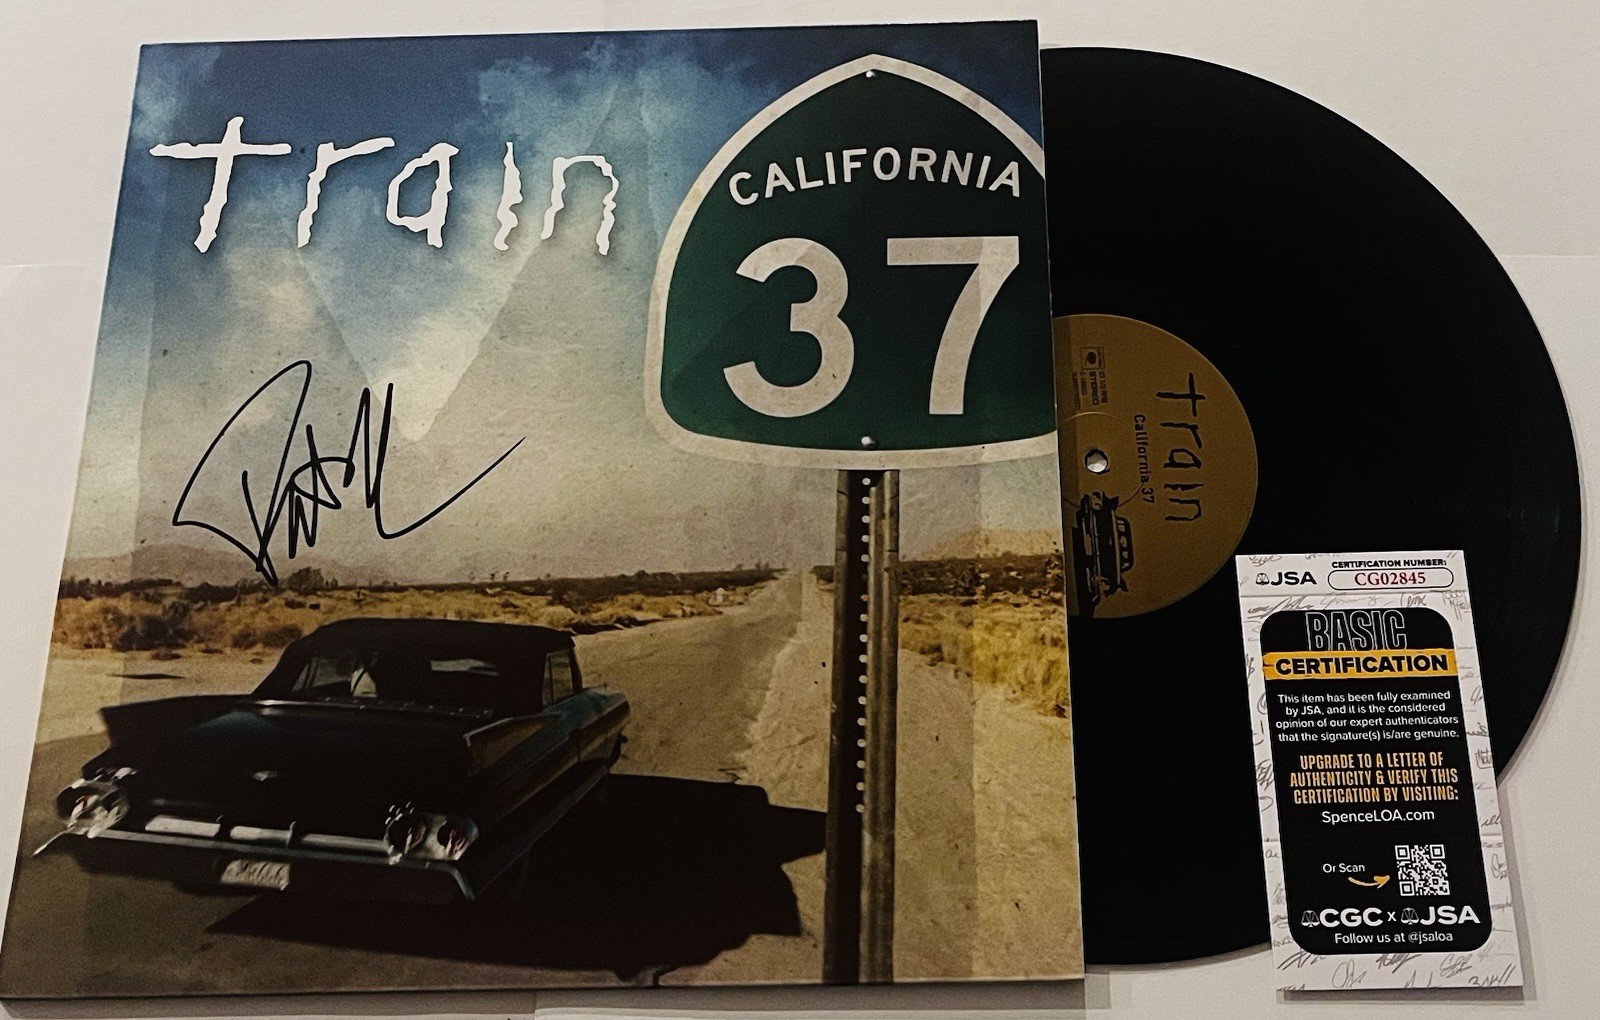 train
CALIFORNIA
37
train
California 37
STEREO
JSA
CERTIFICATION NUMBER:
CG02845
BASIC
CERTIFICATION
This item has been fully examined
by JSA, and it is the considered
opinion of our expert authenticators
that the signature(s) is/are genuine.
UPGRADE TO A LETTER OF
AUTHENTICITY & VERIFY THIS
CERTIFICATION BY VISITING:
SpenceLOA.com
Or Scan
CGC x JSA
Follow us at @jsaloa